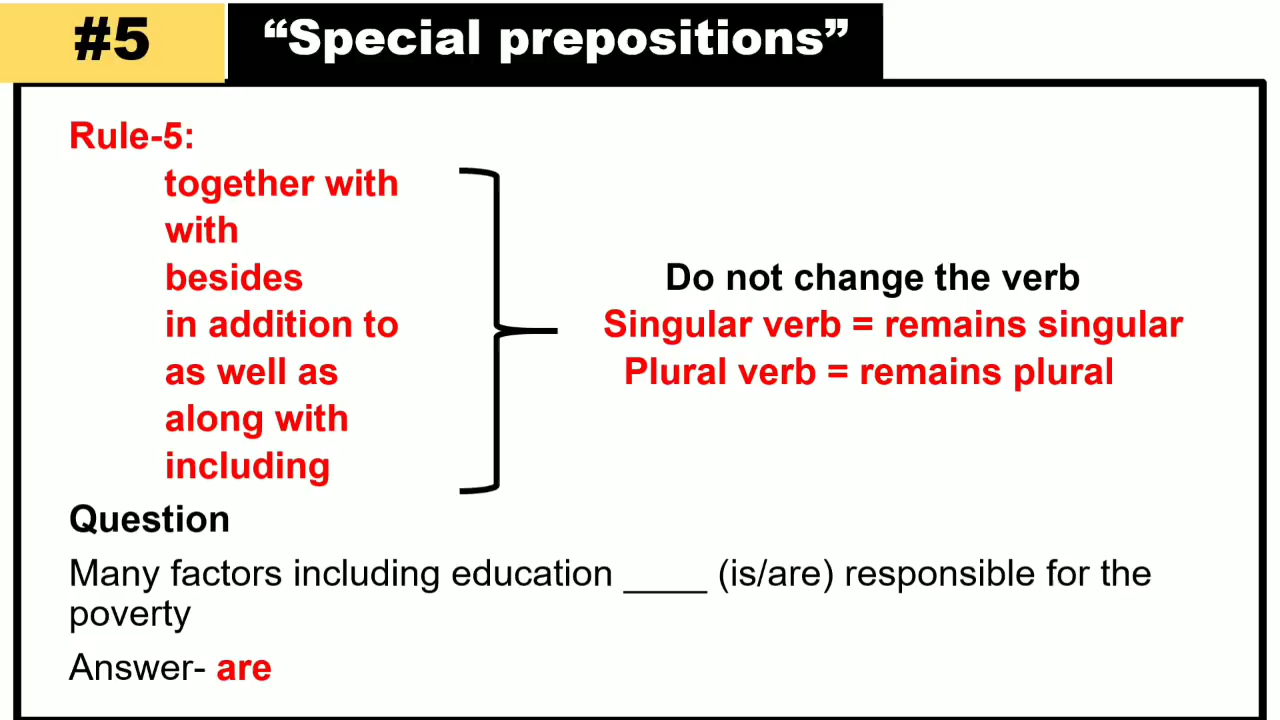 #5
“Special prepositions”
Rule-5:
together with
with
besides
in addition to
as well as
along with
including
Do not change the verb
Singular verb = remains singular
Plural verb = remains plural
Question
Many factors including education ____ (is/are) responsible for the
poverty
Answer- are